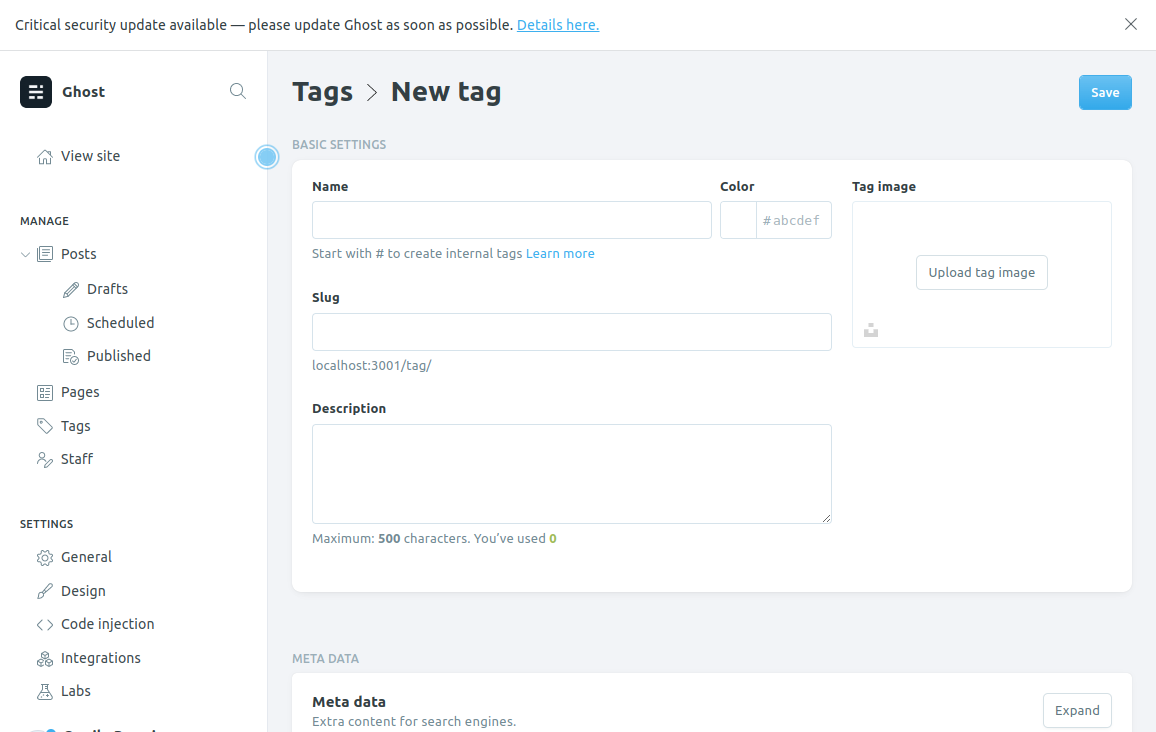 Critical security update available — please update Ghost as soon as possible. Details here.
Ghost
View site
MANAGE
Posts
Drafts
Scheduled
Published
Pages
Tags
Staff
SETTINGS
General
Design
Code injection
Integrations
Labs
Tags > New tag
Save
BASIC SETTINGS
Name
Color
Tag image
#abcdef
Start with # to create internal tags Learn more
Upload tag image
Slug
localhost:3001/tag/
Description
Maximum: 500 characters. You've used 0
META DATA
Meta data
Extra content for search engines.
Expand